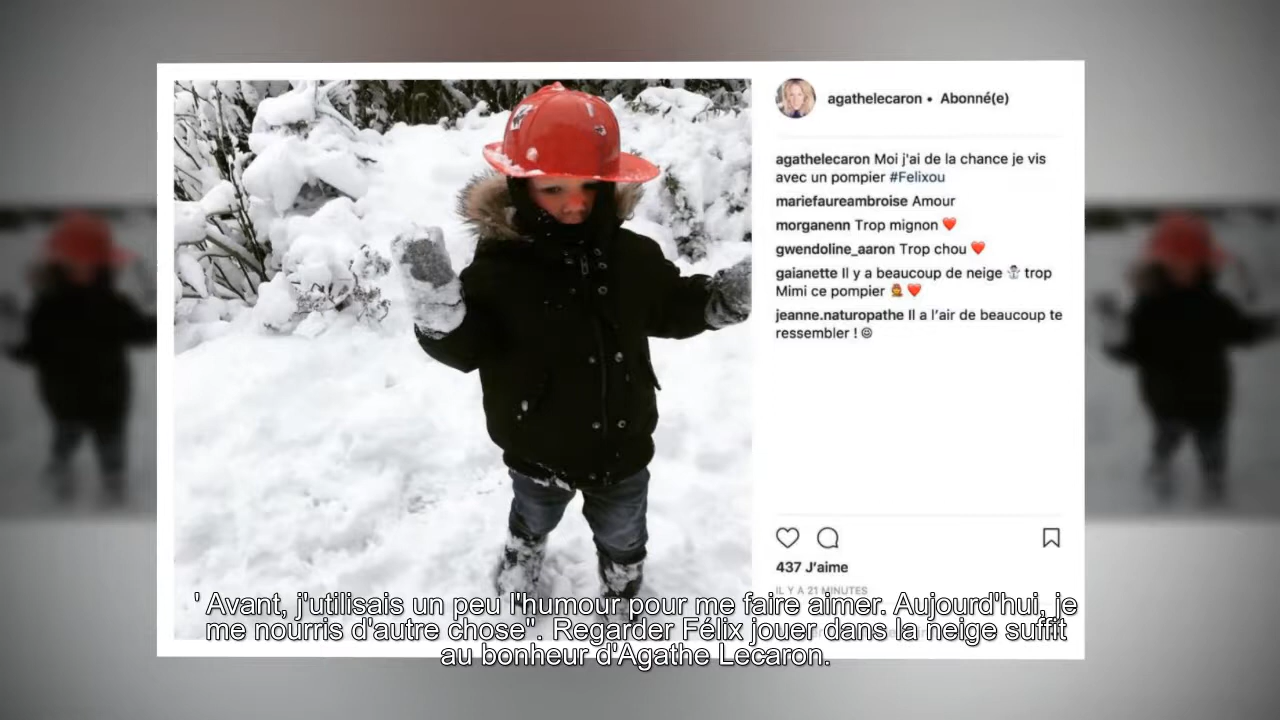 agathelecaron • Abonné(e)
agathelecaron Moi j'ai de la chance je vis
avec un pompier #Felixou
mariefaureambroise Amour
morganenn Trop mignon ❤️
gwendoline_aaron Trop chou ❤️
gaianette Il y a beaucoup de neige ☃️ trop
Mimi ce pompier 👩‍🚒 ❤️
jeanne.naturopathe Il a l'air de beaucoup te
ressembler ! 😄
437 J'aime
IL Y A 21 MINUTES
' Avant, j'utilisais un peu l'humour pour me faire aimer. Aujourd'hui, je
me nourris d'autre chose". Regarder Félix jouer dans la neige suffit
au bonheur d'Agathe Lecaron.